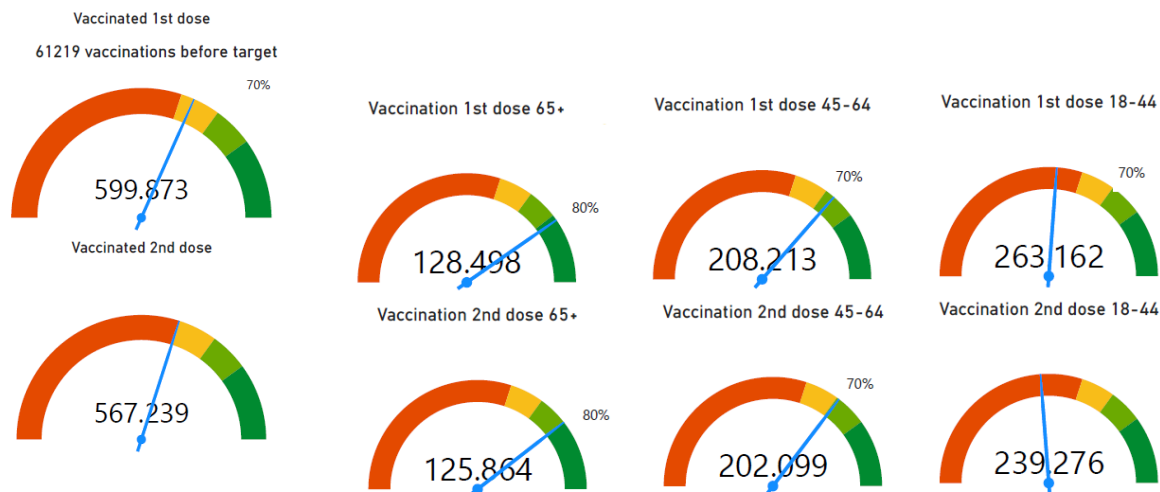 Vaccinated 1st dose
61219 vaccinations before target
70%
599.873
Vaccinated 2nd dose
567.239
Vaccination 1st dose 65+
80%
128.498
Vaccination 2nd dose 65+
80%
125.864
Vaccination 1st dose 45-64
70%
208.213
Vaccination 2nd dose 45-64
70%
202.099
Vaccination 1st dose 18-44
70%
263.162
Vaccination 2nd dose 18-44
239.276